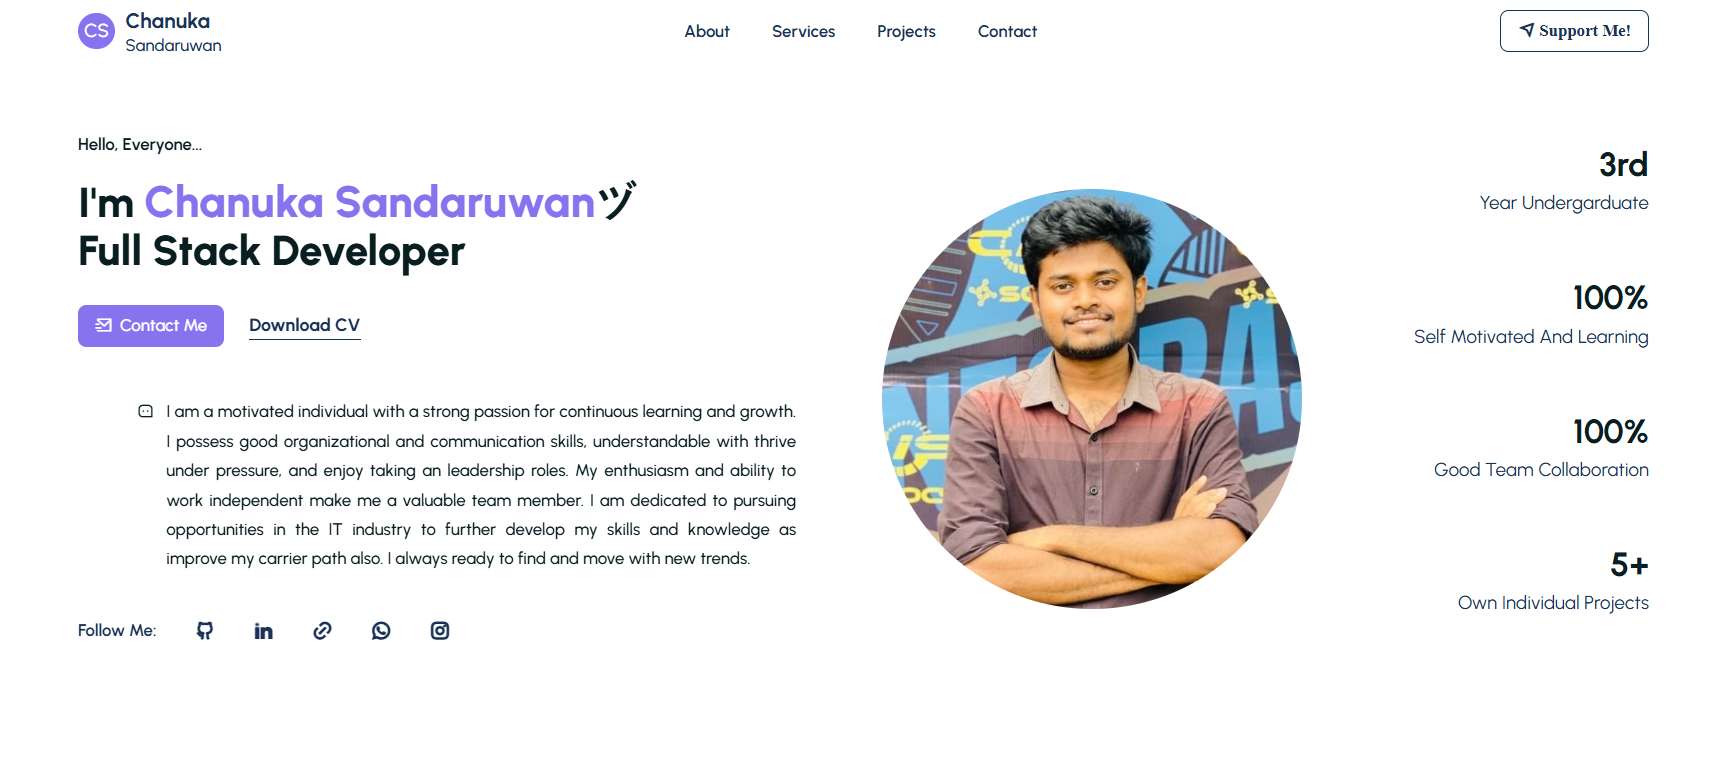 CS
Chanuka
Sandaruwan
About
Services
Projects
Contact
Support Me!
Hello, Everyone...
I'm Chanuka Sandaruwanヅ
Full Stack Developer
Contact Me
Download CV
I am a motivated individual with a strong passion for continuous learning and growth.
I possess good organizational and communication skills, understandable with thrive
under pressure, and enjoy taking an leadership roles. My enthusiasm and ability to
work independent make me a valuable team member. I am dedicated to pursuing
opportunities in the IT industry to further develop my skills and knowledge as
improve my carrier path also. I always ready to find and move with new trends.
Follow Me:
in
3rd
Year Undergarduate
100%
Self Motivated And Learning
100%
Good Team Collaboration
5+
Own Individual Projects